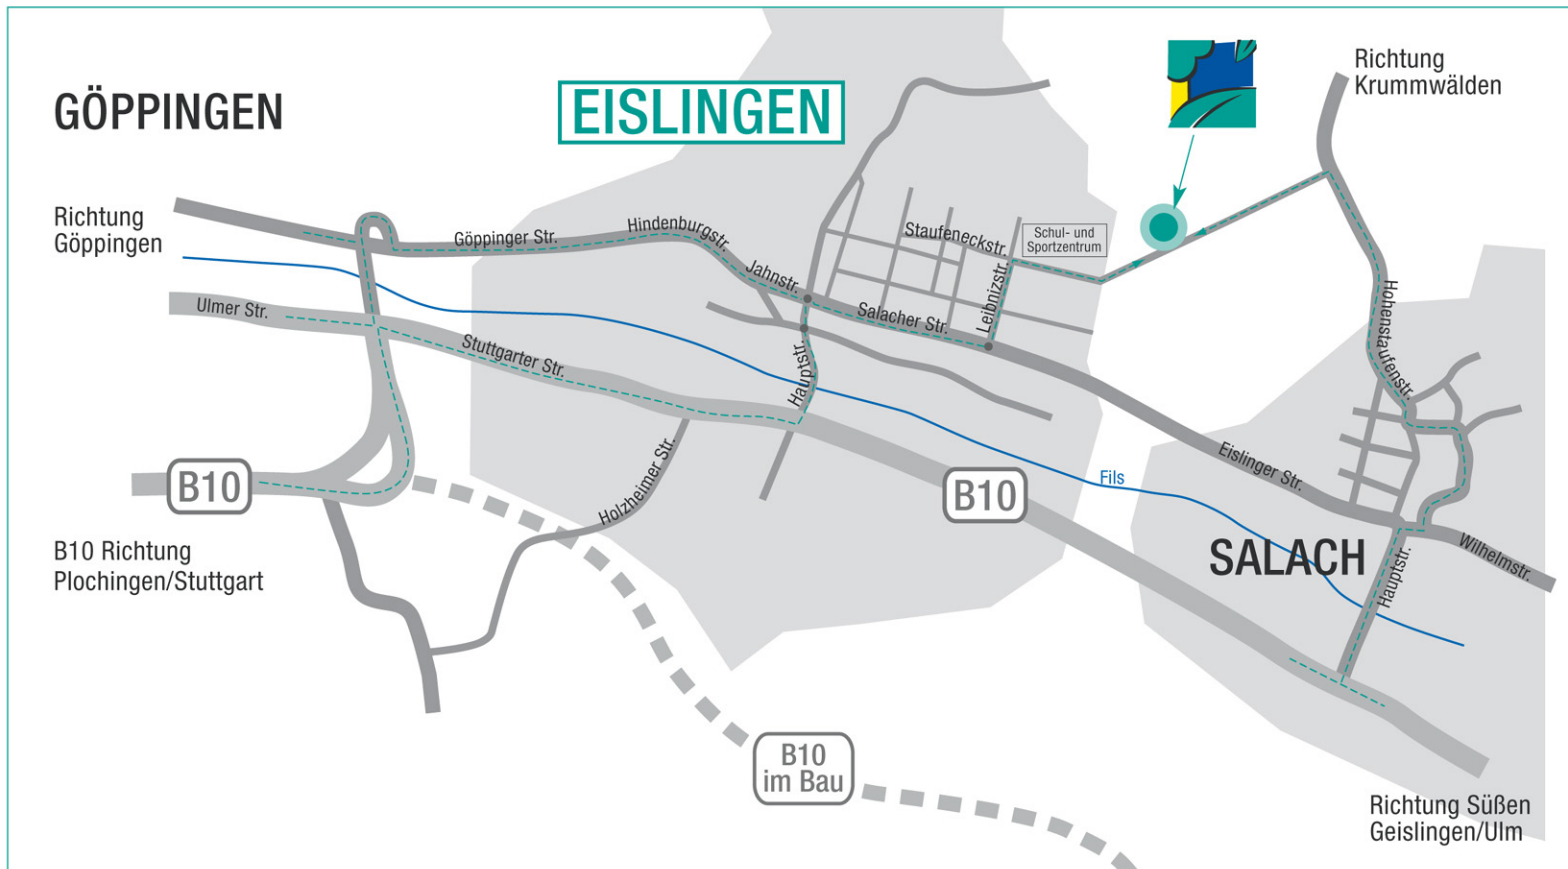 GÖPPINGEN
EISLINGEN
Richtung
Krummwälden
Richtung
Göppingen
Göppinger Str.
Hindenburgstr.
Jahnstr.
Staufeneckstr.
Schul- und
Sportzentrum
Leibnizstr.
Salacher Str.
Ulmer Str.
Stuttgarter Str.
Hauptstr.
Hohenstaufenstr.
Holzheimer Str.
Eislinger Str.
Fils
B10
B10
B10 Richtung
Plochingen/Stuttgart
SALACH
Hauptstr.
Wilhelmstr.
B10
im Bau
Richtung Süßen
Geislingen/Ulm